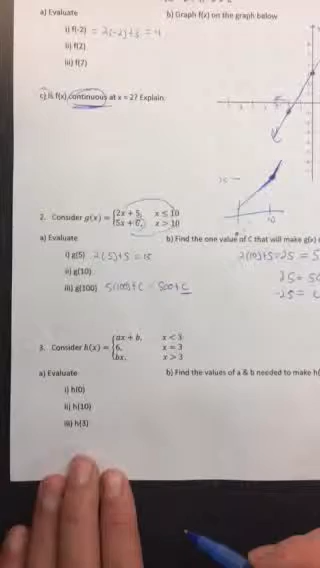 a) Evaluate b) Graph f(x) on the graph below
i) f(-2) = 2(-2)+8 = 4
ii) f(2)
iii) f(7)
c) Is f(x) continuous at x = 2? Explain.
25
10
2. Consider g(x) = {2x + 5, x ≤ 10
5x + C, x > 10
a) Evaluate b) Find the one value of C that will make g(x)
i) g(5) 2(5)+5 = 15 2(10)+5=25 = 5
ii) g(10) 25 = 50
iii) g(100) 5(100)+C = 500+C -25 = C
3. Consider h(x) = {ax + b, x < 3
6, x = 3
bx, x > 3
a) Evaluate b) Find the values of a & b needed to make h(
i) h(0)
ii) h(10)
iii) h(3)